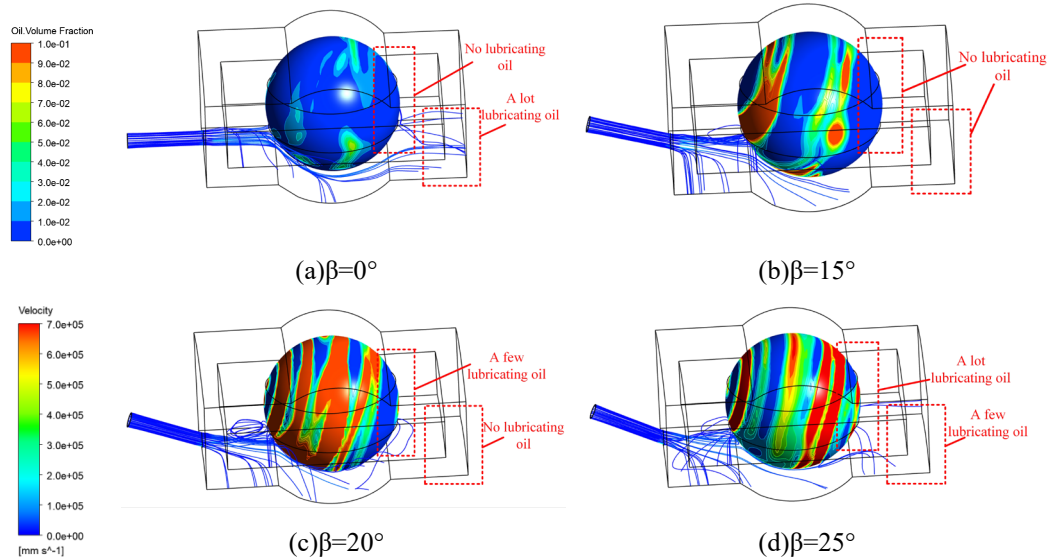 Oil.Volume Fraction
1.0e-01
9.0e-02
8.0e-02
7.0e-02
6.0e-02
5.0e-02
4.0e-02
3.0e-02
2.0e-02
1.0e-02
0.0e+00
No lubricating
oil
A lot
lubricating oil
(a)β=0°
No lubricating
oil
(b)β=15°
Velocity
7.0e+05
6.0e+05
5.0e+05
4.0e+05
3.0e+05
2.0e+05
1.0e+05
0.0e+00
[mm s^-1]
A few
lubricating oil
No lubricating
oil
(c)β=20°
A lot
lubricating oil
A few
lubricating oil
(d)β=25°